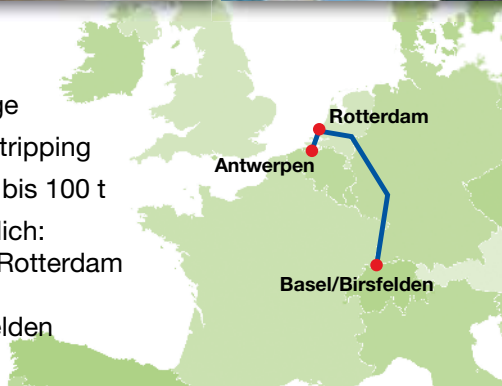 ge
tripping
bis 100 t
lich:
Rotterdam
elden
Rotterdam
Antwerpen
Basel/Birsfelden